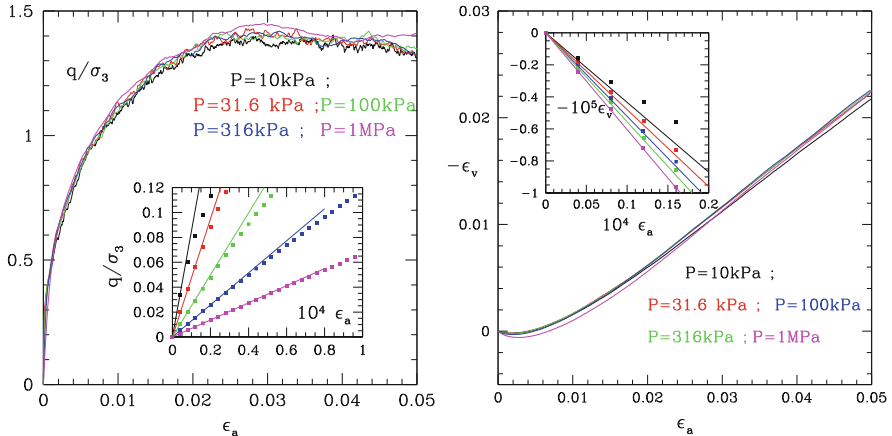 1.5
1
0.5
0
q/σ₃
P=10kPa ;
P=31.6 kPa ;P=100kPa
P=316kPa ; P=1MPa
0.12
0.1
0.08
0.06
0.04
0.02
0
q/σ₃
10⁴ ϵₐ
0 0.2 0.4 0.6 0.8 1
0 0.01 0.02 0.03 0.04 0.05
ϵₐ
0.03
0.02
0.01
0
−ϵᵥ
0
−0.2
−0.4
−0.6
−0.8
−1
−10⁵ϵᵥ
0 0.05 0.1 0.15 0.2
10⁴ ϵₐ
P=10kPa ;
P=31.6 kPa ; P=100kPa
P=316kPa ; P=1MPa
0 0.01 0.02 0.03 0.04 0.05
ϵₐ